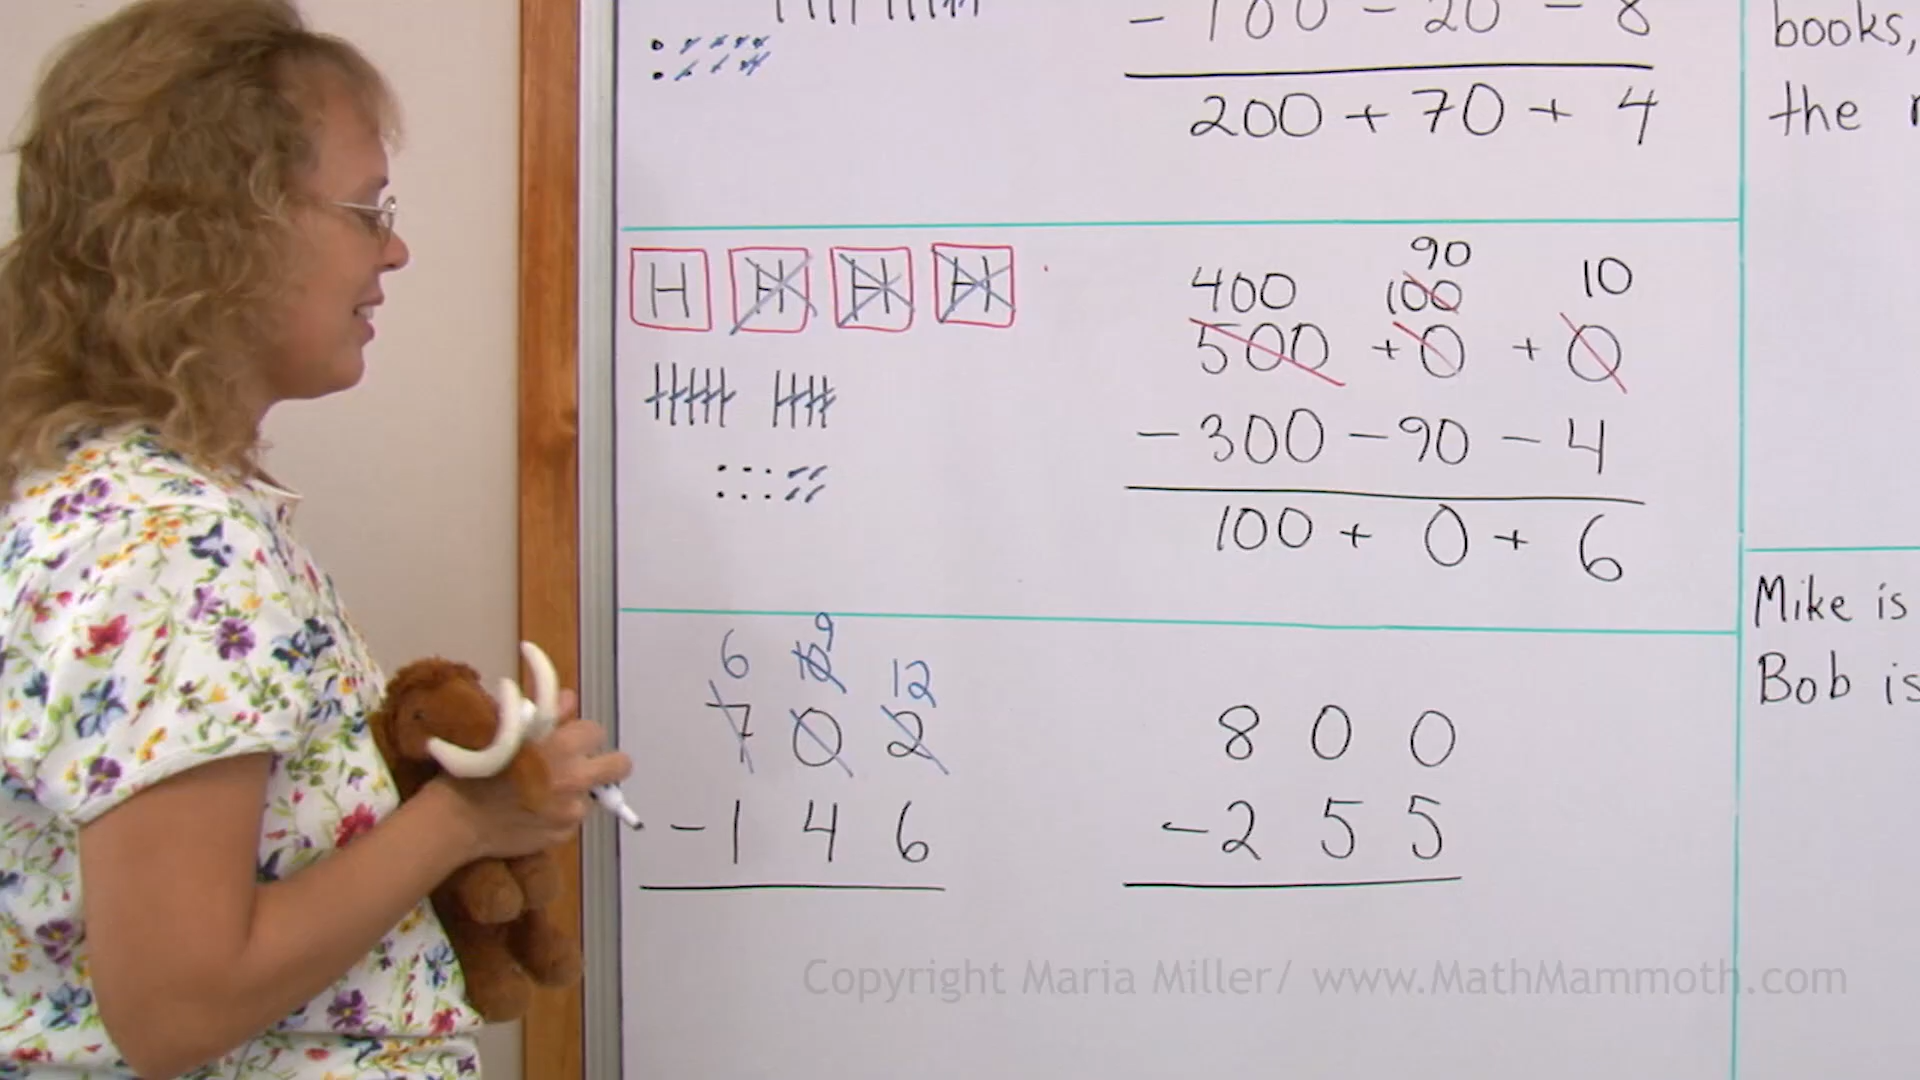 - 100 - 20 - 8
200 + 70 + 4
books,
the
H H H H
90
400 100 10
500 + 0 + 0
- 300 - 90 - 4
100 + 0 + 6
6 10 9 12
7 0 2
- 1 4 6
8 0 0
- 2 5 5
Mike is
Bob is
Copyright Maria Miller/ www.MathMammoth.com